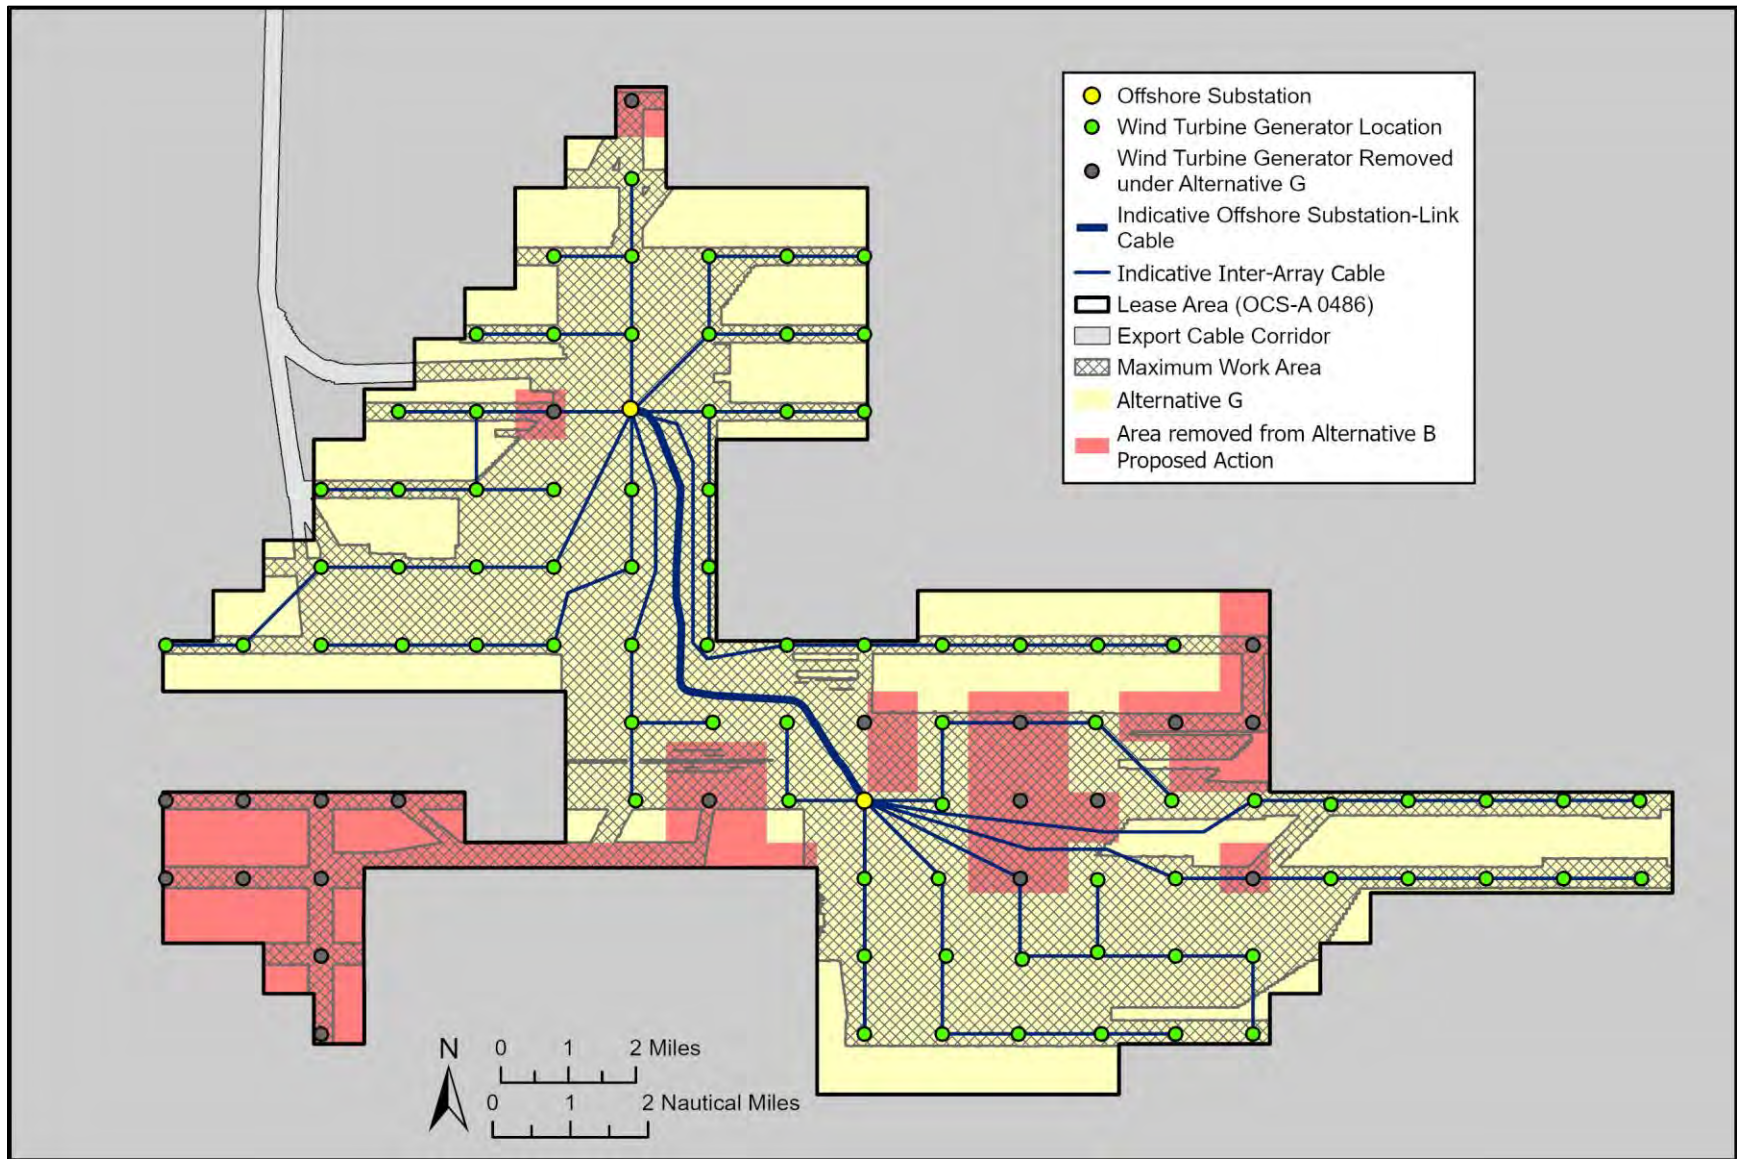 Offshore Substation
Wind Turbine Generator Location
Wind Turbine Generator Removed
under Alternative G
Indicative Offshore Substation-Link
Cable
Indicative Inter-Array Cable
Lease Area (OCS-A 0486)
Export Cable Corridor
Maximum Work Area
Alternative G
Area removed from Alternative B
Proposed Action
N
0 1 2 Miles
0 1 2 Nautical Miles